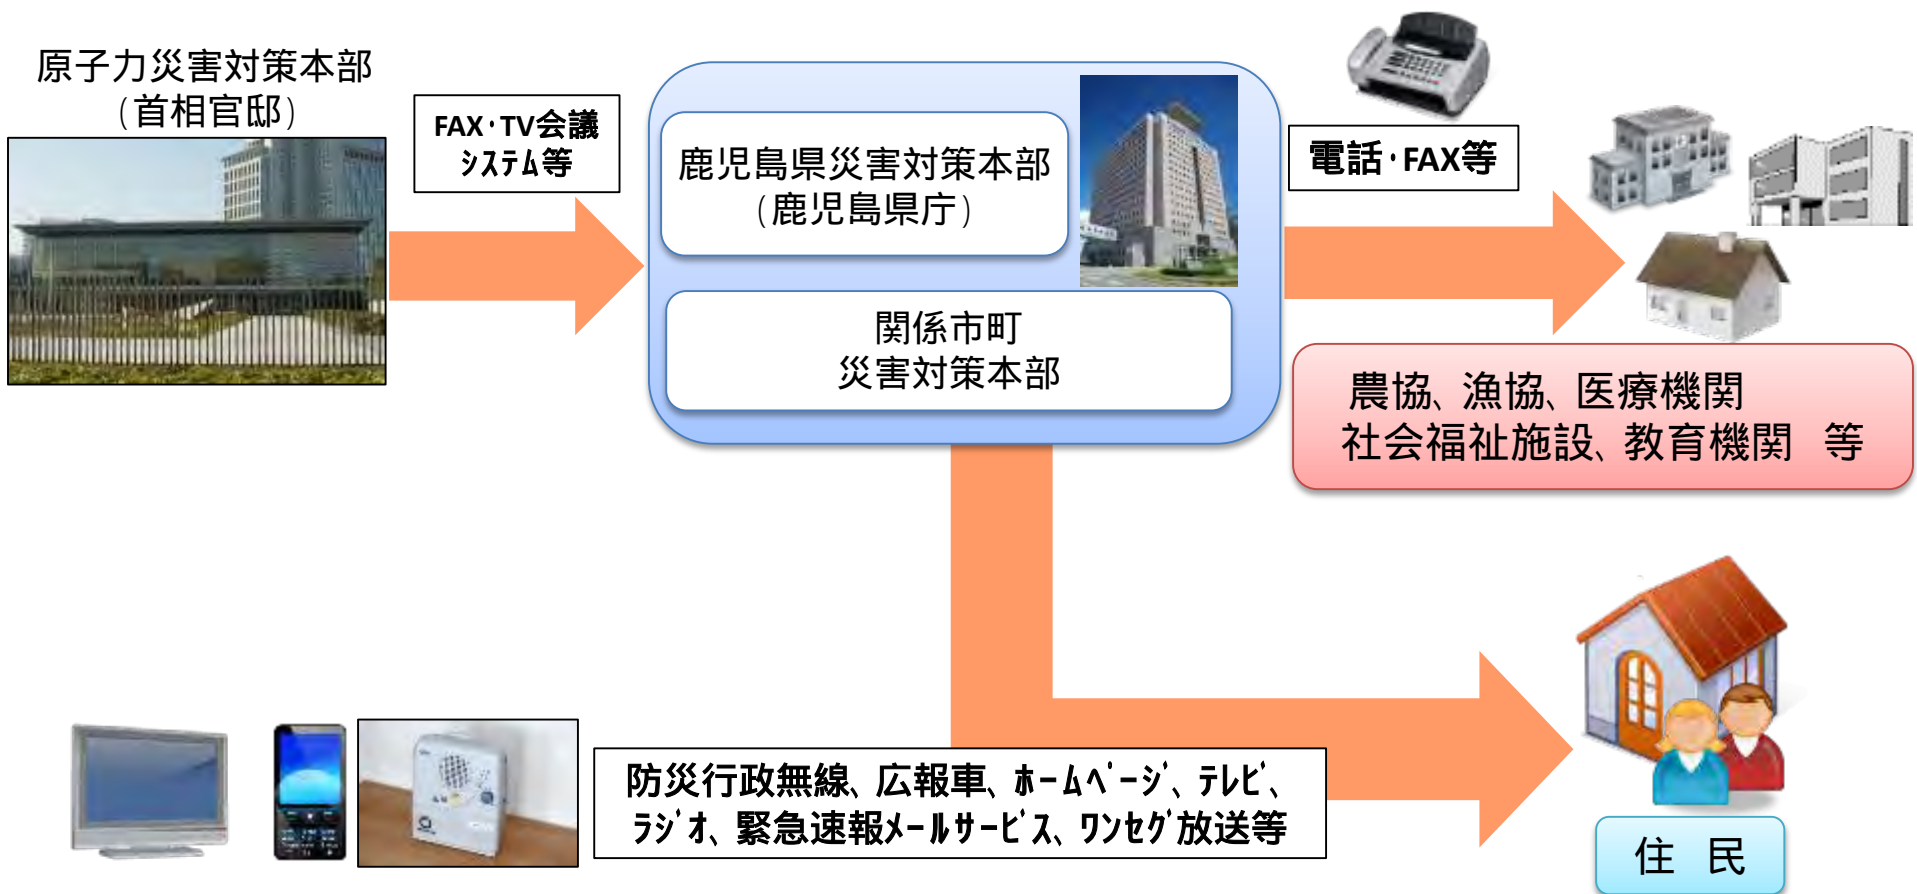 原子力災害対策本部
(首相官邸)
FAX・TV会議
システム等
鹿児島県災害対策本部
(鹿児島県庁)
関係市町
災害対策本部
電話・FAX等
農協、漁協、医療機関
社会福祉施設、教育機関　等
防災行政無線、広報車、ホームページ、テレビ、
ラジオ、緊急速報メールサービス、ワンセグ放送等
住　民